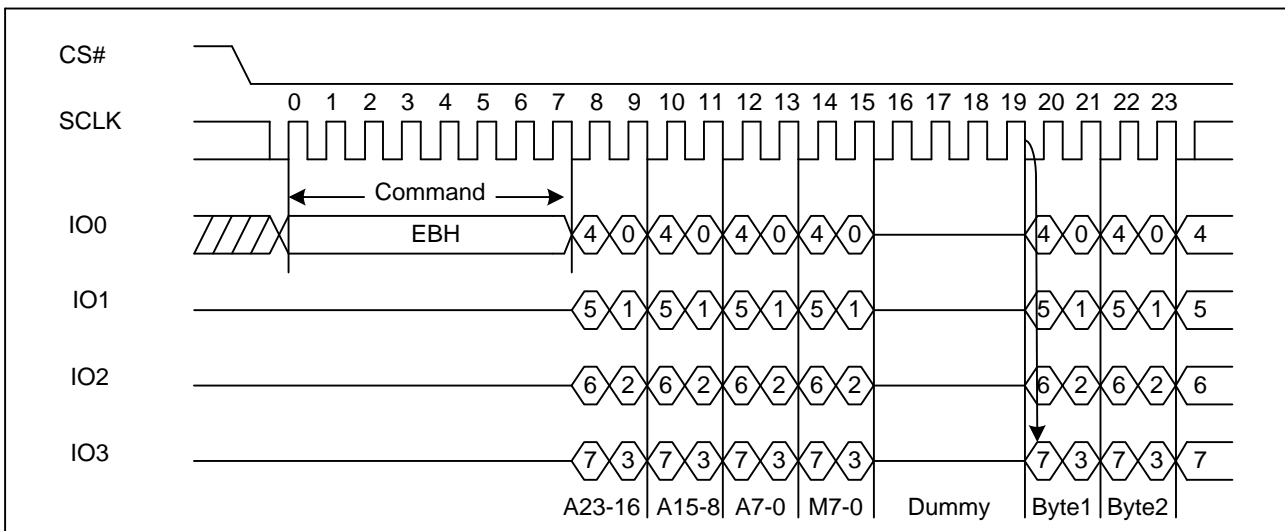 CS#
0 1 2 3 4 5 6 7 8 9 10 11 12 13 14 15 16 17 18 19 20 21 22 23
SCLK
Command
IO0 EBH 4 0 4 0 4 0 4 0 4 0 4 0 4
IO1 5 1 5 1 5 1 5 1 5 1 5 1 5
IO2 6 2 6 2 6 2 6 2 6 2 6 2 6
IO3 7 3 7 3 7 3 7 3 7 3 7 3 7
A23-16 A15-8 A7-0 M7-0 Dummy Byte1 Byte2